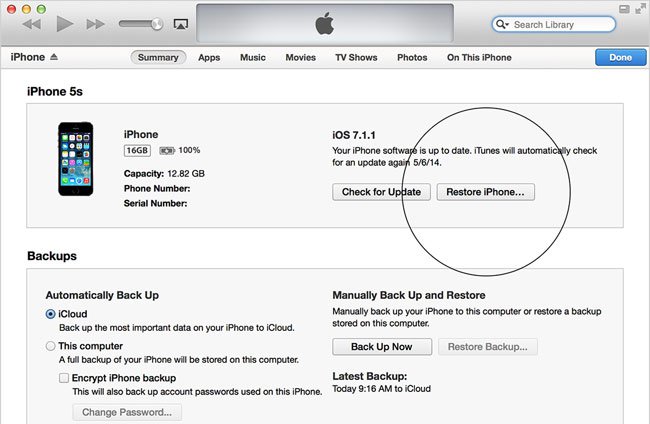 Search Library
iPhone
Summary
Apps
Music
Movies
TV Shows
Photos
On This iPhone
Done
iPhone 5s
iPhone
16GB 100%
Capacity: 12.82 GB
Phone Number:
Serial Number:
iOS 7.1.1
Your iPhone software is up to date. iTunes will automatically check
for an update again 5/6/14.
Check for Update
Restore iPhone...
Backups
Automatically Back Up
iCloud
Back up the most important data on your iPhone to iCloud.
This computer
A full backup of your iPhone will be stored on this computer.
Encrypt iPhone backup
This will also back up account passwords used on this iPhone.
Change Password...
Manually Back Up and Restore
Manually back up your iPhone to this computer or restore a backup
stored on this computer.
Back Up Now
Restore Backup...
Latest Backup:
Today 9:16 AM to iCloud